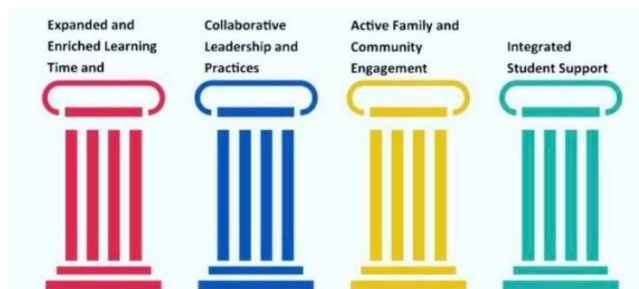 Expanded and
Enriched Learning
Time and
Collaborative
Leadership and
Practices
Active Family and
Community
Engagement
Integrated
Student Support